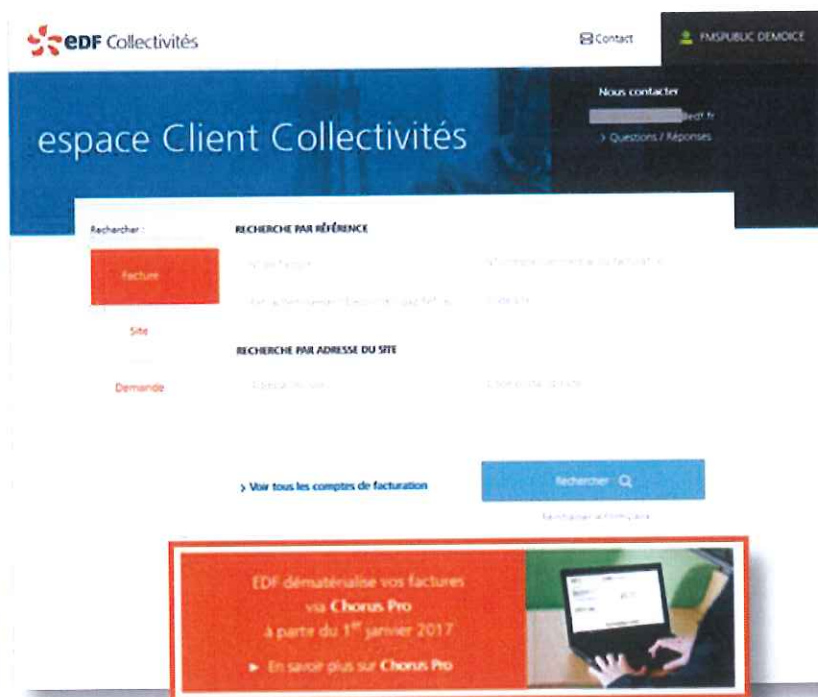 eDF Collectivités
Contact
FMSPUBLIC DEMOICE
Nous contacter
@edf.fr
> Questions / Réponses
espace Client Collectivités
Rechercher :
RECHERCHE PAR RÉFÉRENCE
Facture
Site
Demande
RECHERCHE PAR ADRESSE DU SITE
> Voir tous les comptes de facturation
Rechercher
EDF dématérialise vos factures
via Chorus Pro
à partir du 1er janvier 2017
► En savoir plus sur Chorus Pro